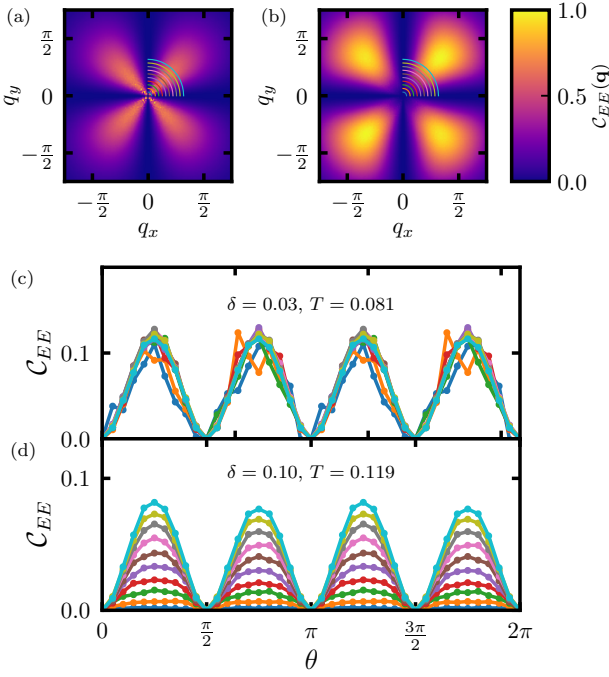 (a)
(b)
π/2
0
−π/2
q_y
−π/2 0 π/2
q_x
π/2
0
−π/2
q_y
−π/2 0 π/2
q_x
1.0
0.5
0.0
𝒞_EE(𝐪)
(c)
δ = 0.03, T = 0.081
0.1
0.0
𝒞_EE
(d)
δ = 0.10, T = 0.119
0.1
0.0
𝒞_EE
0 π/2 π 3π/2 2π
θ